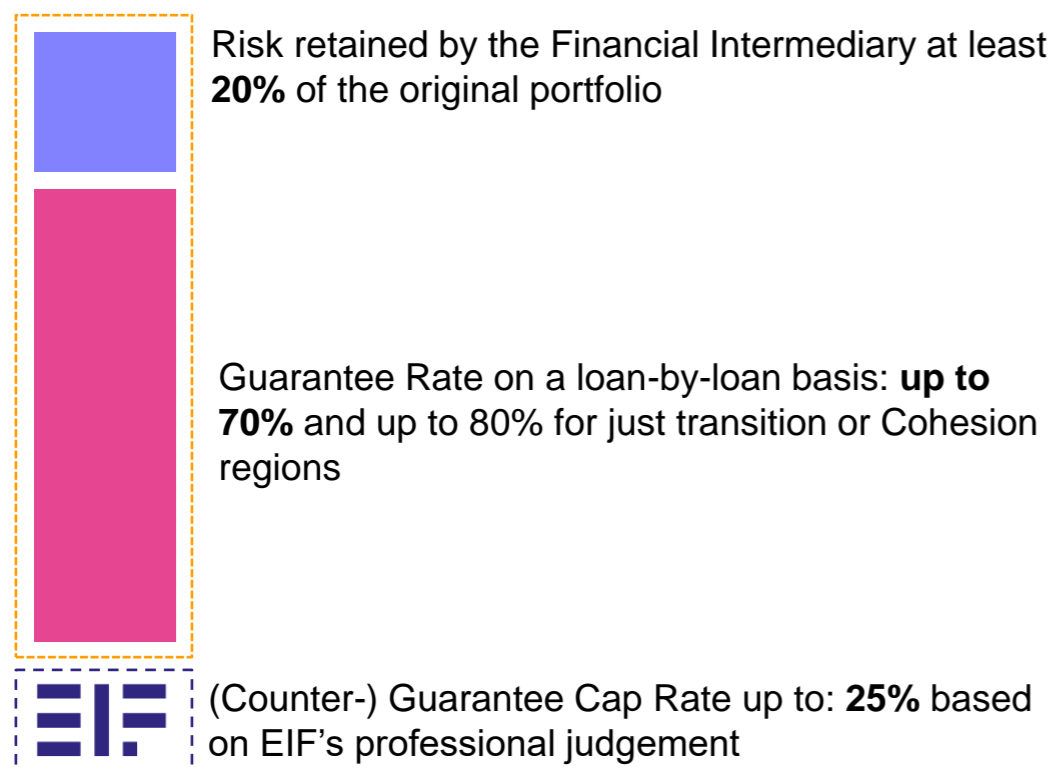 Risk retained by the Financial Intermediary at least
20% of the original portfolio
Guarantee Rate on a loan-by-loan basis: up to
70% and up to 80% for just transition or Cohesion
regions
EIF
(Counter-) Guarantee Cap Rate up to: 25% based
on EIF’s professional judgement